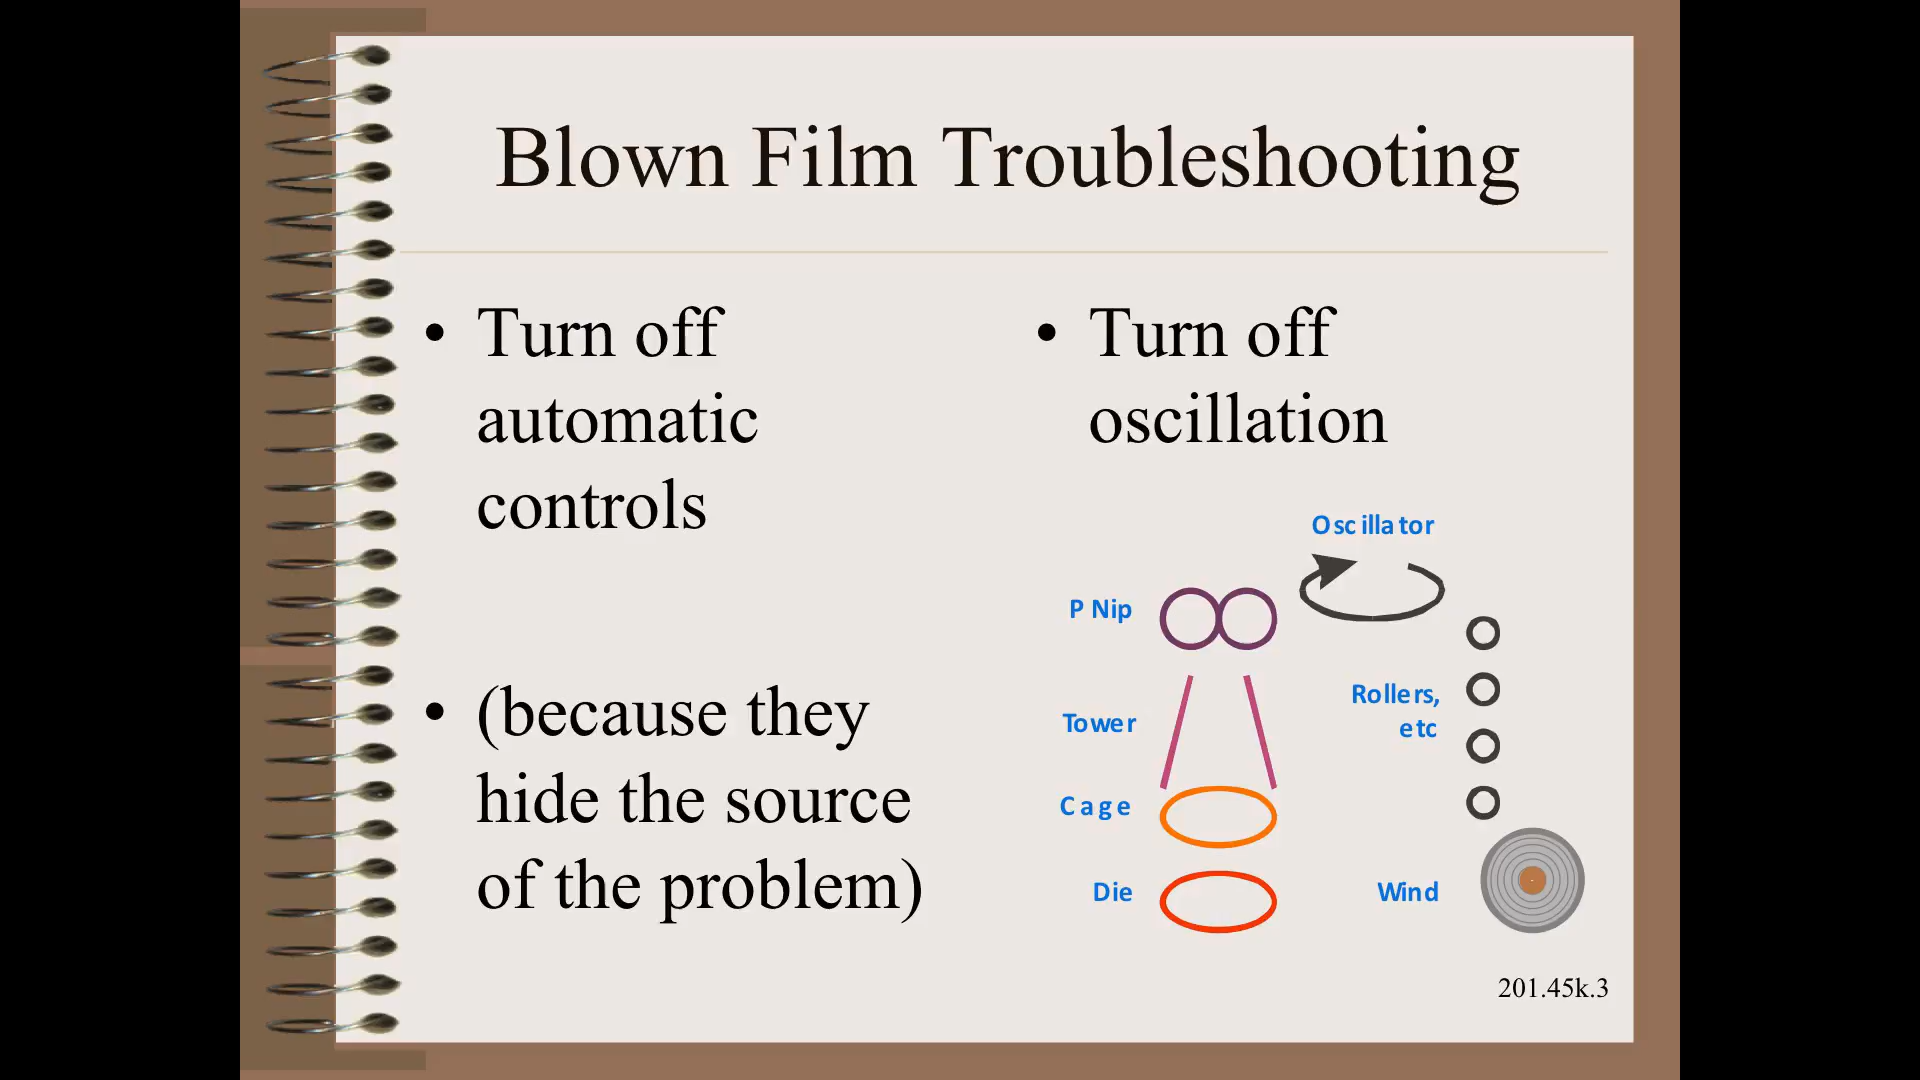 Blown Film Troubleshooting
• Turn off
automatic
controls
• (because they
hide the source
of the problem)
• Turn off
oscillation
Oscillator
P Nip
Rollers,
etc
Tower
Cage
Die
Wind
201.45k.3